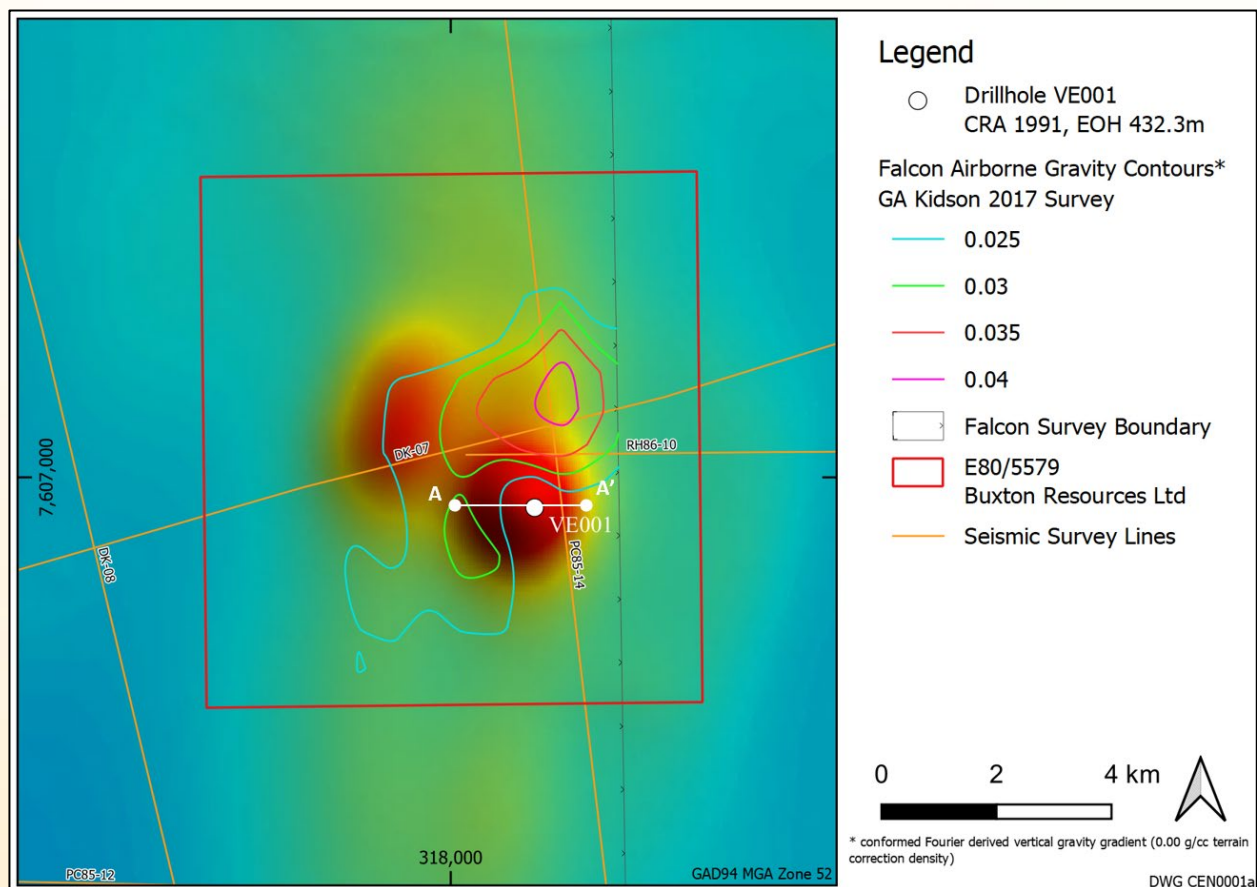 Legend
Drillhole VE001
CRA 1991, EOH 432.3m
Falcon Airborne Gravity Contours*
GA Kidson 2017 Survey
0.025
0.03
0.035
0.04
Falcon Survey Boundary
E80/5579
Buxton Resources Ltd
Seismic Survey Lines
0 2 4 km
* conformed Fourier derived vertical gravity gradient (0.00 g/cc terrain
correction density)
DWG CEN0001a
7,607,000
DK-07
RH86-10
A
A'
VE001
DK-08
PC85-14
318,000
PC85-12
GAD94 MGA Zone 52